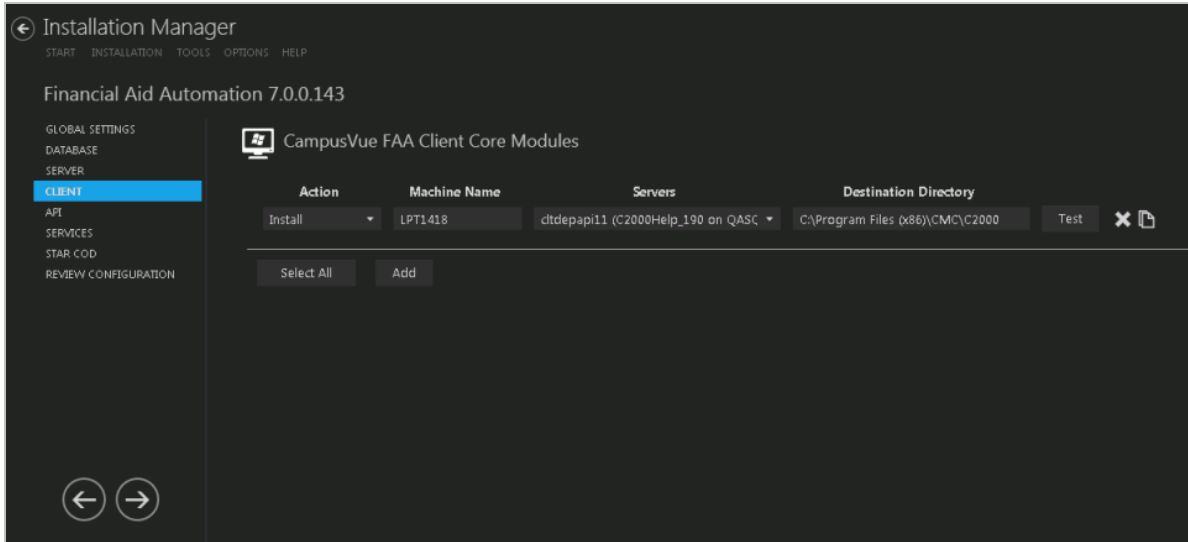 Installation Manager
START INSTALLATION TOOLS OPTIONS HELP
Financial Aid Automation 7.0.0.143
GLOBAL SETTINGS
DATABASE
SERVER
CLIENT
API
SERVICES
STAR COD
REVIEW CONFIGURATION
CampusVue FAA Client Core Modules
Action Machine Name Servers Destination Directory
Install LPT1418 cltdepapi11 (C2000Help_190 on QASC C:\Program Files (x86)\CMC\C2000 Test
Select All Add